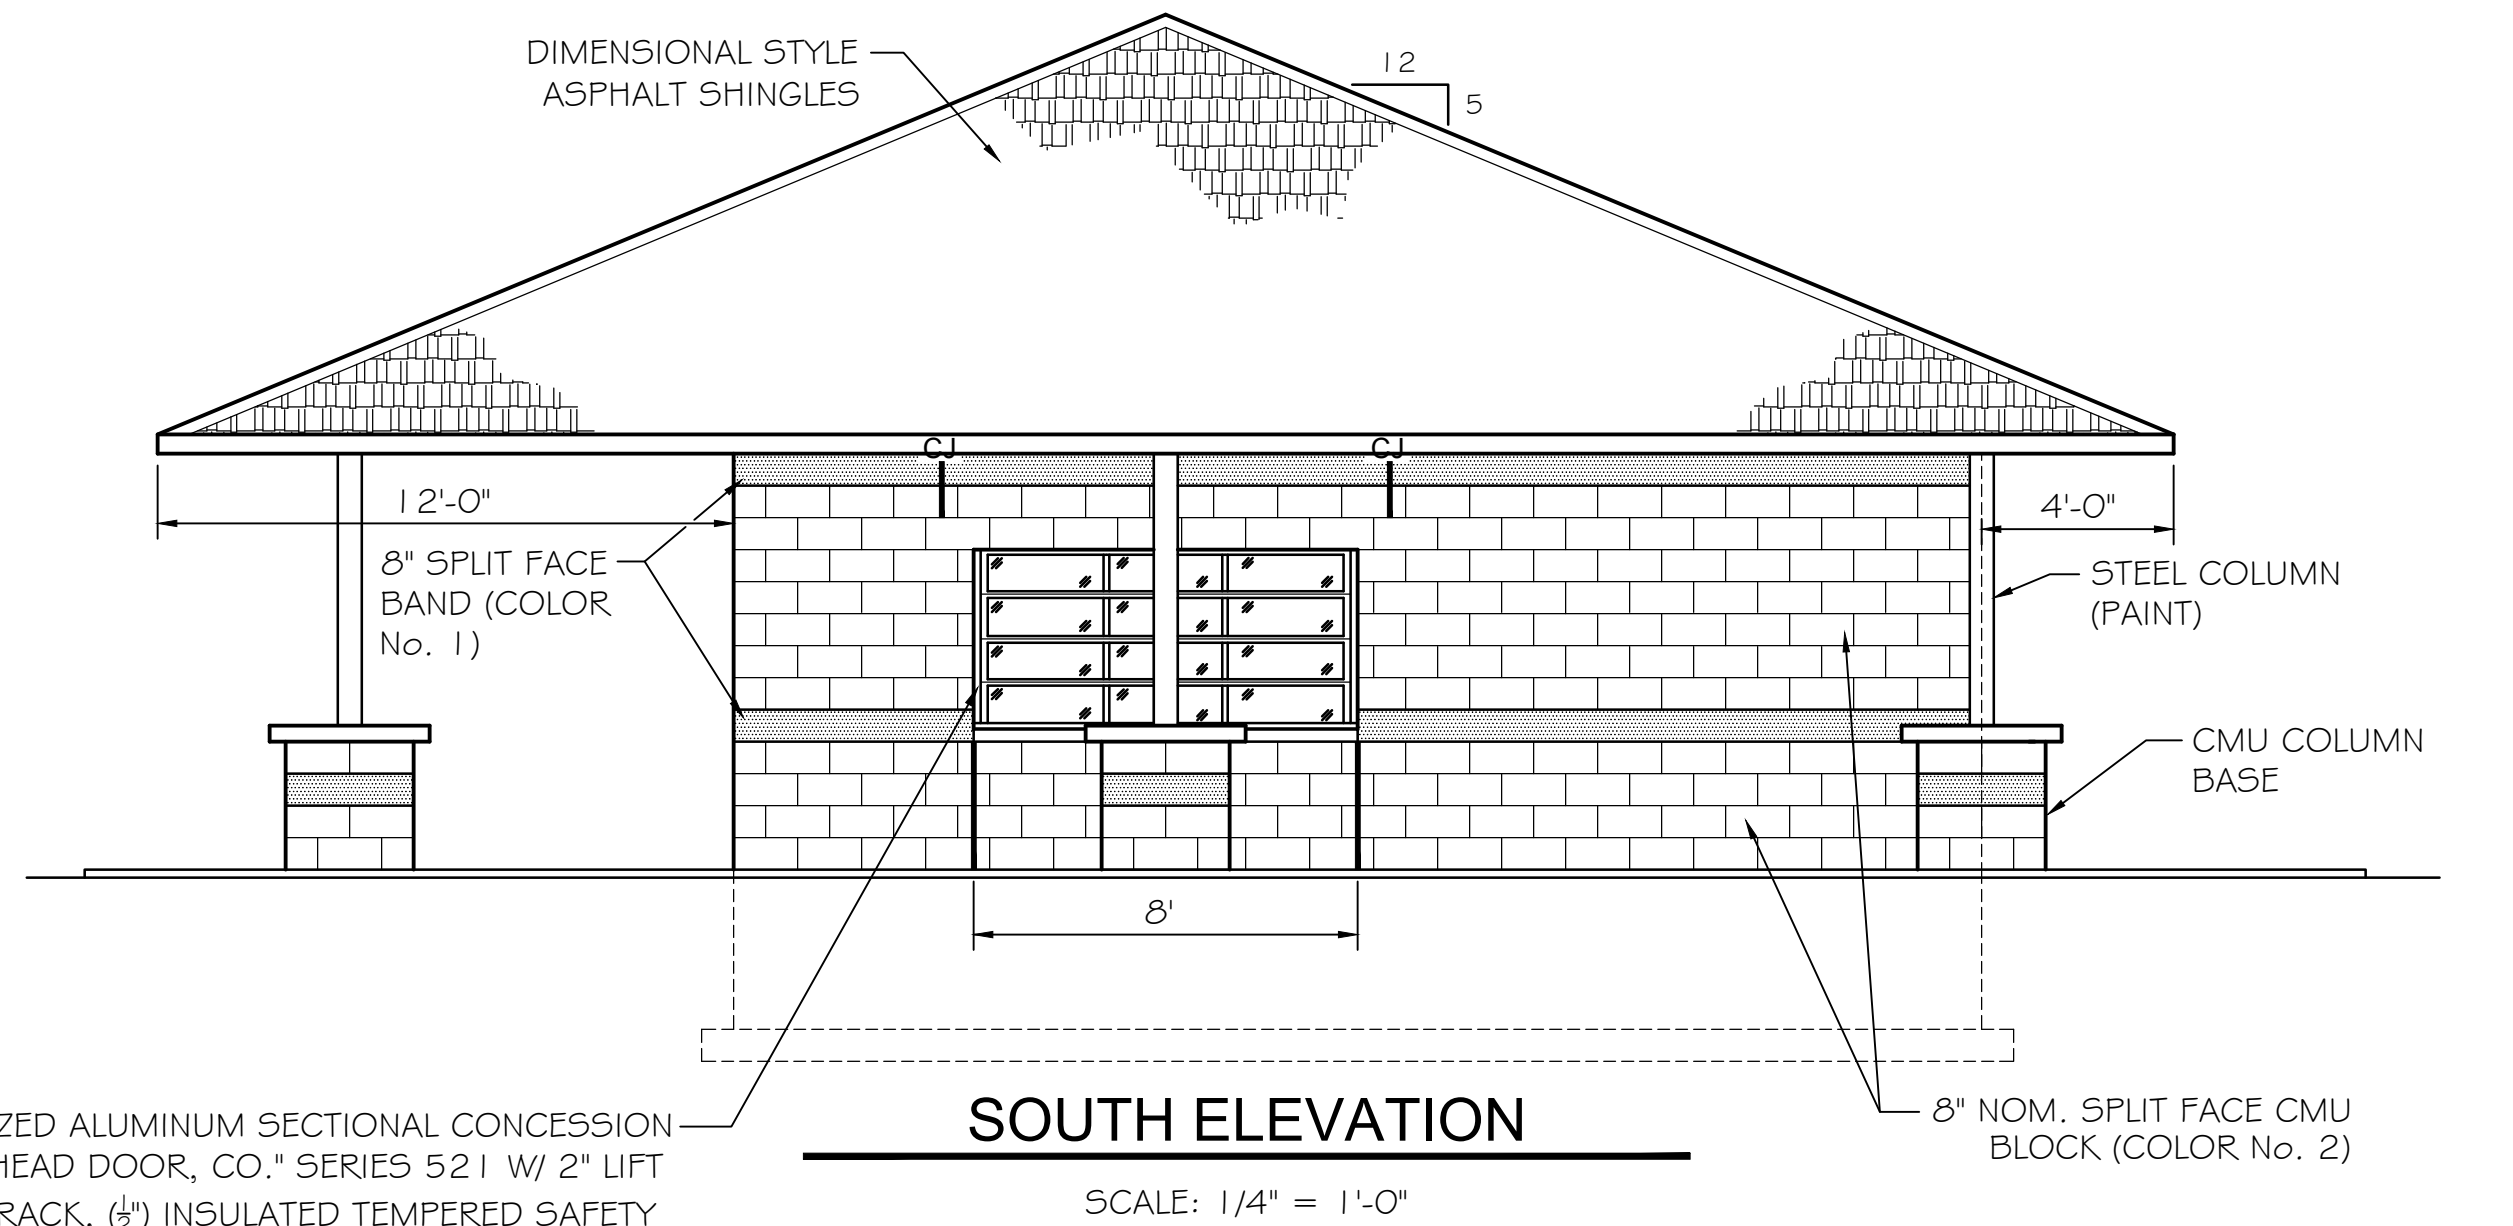 DIMENSIONAL STYLE
ASPHALT SHINGLES
12
5
CJ
CJ
12'-0"
4'-0"
8" SPLIT FACE
BAND (COLOR
No. 1)
STEEL COLUMN
(PAINT)
CMU COLUMN
BASE
8'
ALUMINUM SECTIONAL CONCESSION
DOOR, CO." SERIES 521 W/ 2" LIFT
(½") INSULATED TEMPERED SAFETY
SOUTH ELEVATION
SCALE: 1/4" = 1'-0"
8" NOM. SPLIT FACE CMU
BLOCK (COLOR No. 2)